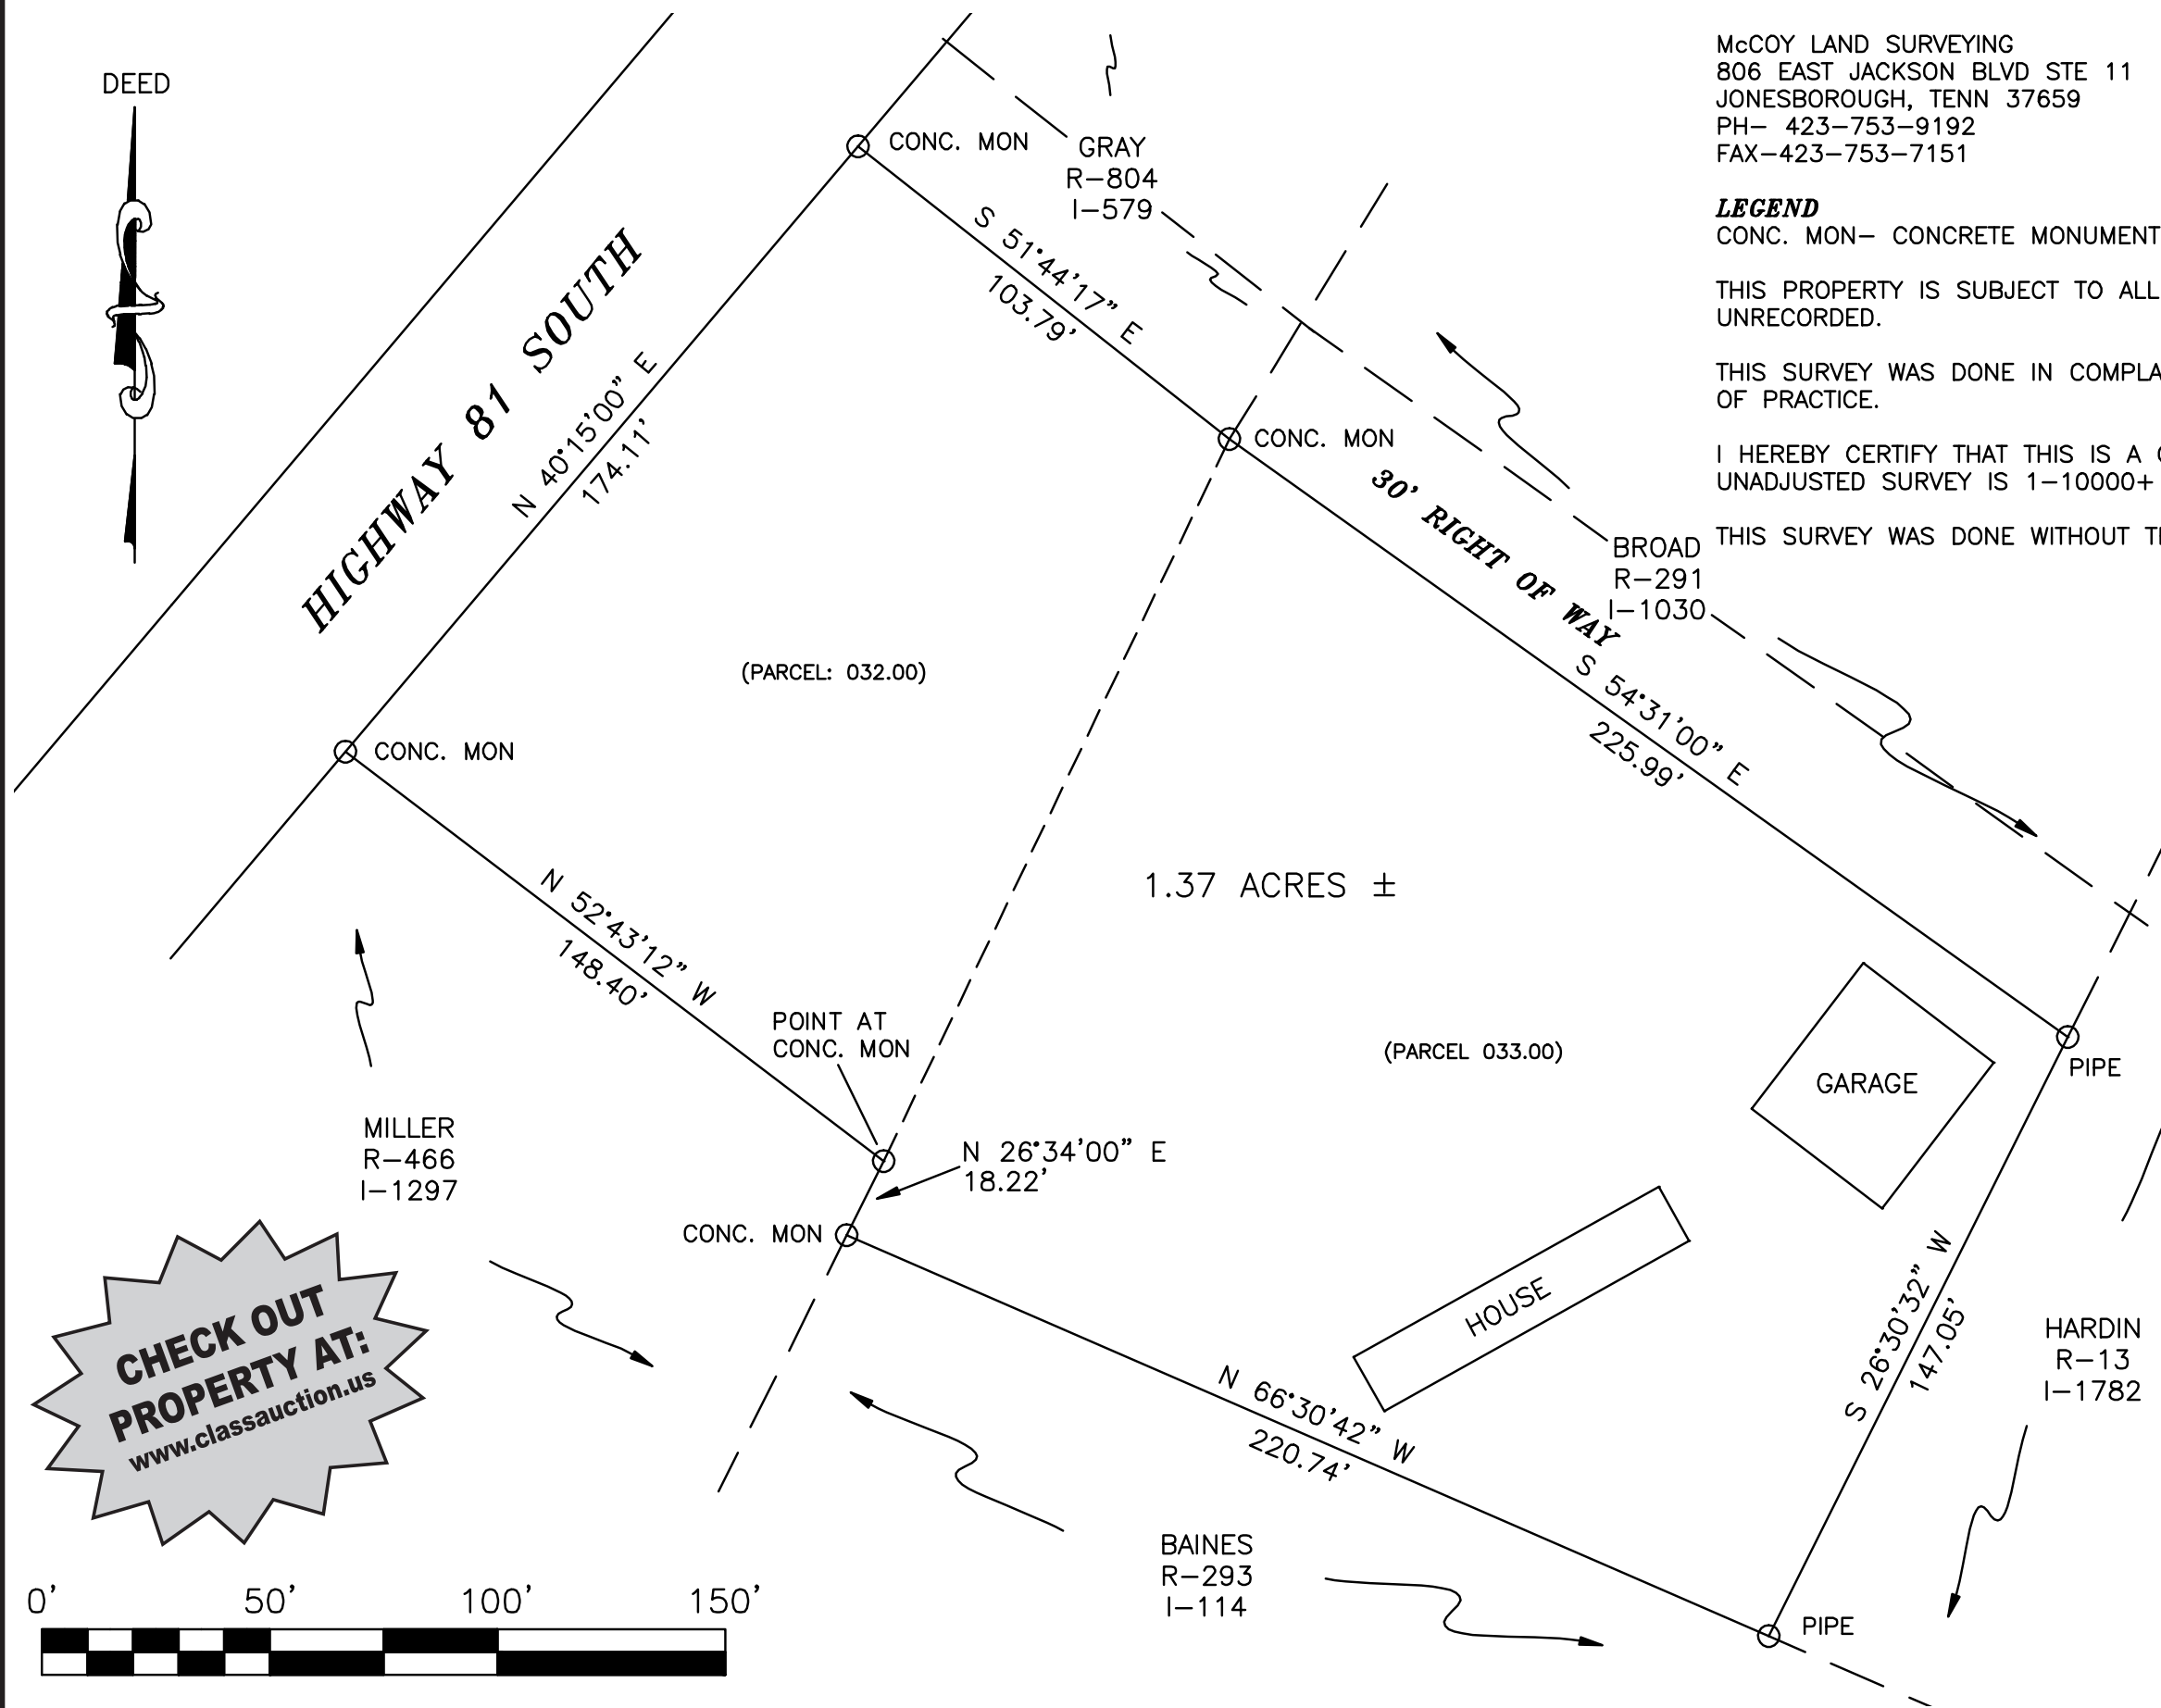 DEED
McCOY LAND SURVEYING
806 EAST JACKSON BLVD STE 11
JONESBOROUGH, TENN 37659
PH– 423–753–9192
FAX–423–753–7151
LEGEND
CONC. MON– CONCRETE MONUMENT
THIS PROPERTY IS SUBJECT TO ALL
UNRECORDED.
THIS SURVEY WAS DONE IN COMPLA
OF PRACTICE.
I HEREBY CERTIFY THAT THIS IS A
UNADJUSTED SURVEY IS 1–10000+
THIS SURVEY WAS DONE WITHOUT
CONC. MON
GRAY
R–804
I–579
S 51°44'17" E
103.79'
HIGHWAY 81 SOUTH
N 40°15'00" E
174.11'
CONC. MON
30' RIGHT OF WAY
BROAD
R–291
I–1030
S 54°31'00" E
225.99'
(PARCEL: 032.00)
CONC. MON
N 52°43'12" W
148.40'
1.37 ACRES ±
POINT AT
CONC. MON
(PARCEL 033.00)
GARAGE
PIPE
MILLER
R–466
I–1297
N 26°34'00" E
18.22'
CONC. MON
HOUSE
S 26°30'32" W
147.05'
HARDIN
R–13
I–1782
N 66°30'42" W
220.74'
CHECK OUT
PROPERTY AT:
www.classauction.us
BAINES
R–293
I–114
PIPE
0' 50' 100' 150'